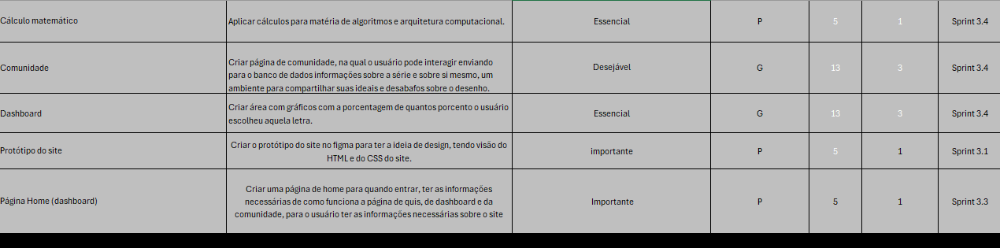 Cálculo matemático
Aplicar cálculos para matéria de algoritmos e arquitetura computacional.
Essencial
P
5
1
Sprint 3.4
Comunidade
Criar página de comunidade, na qual o usuário pode interagir enviando
para o banco de dados informações sobre a série e sobre si mesmo, um
ambiente para compartilhar suas ideais e desabafos sobre o desenho.
Desejável
G
13
3
Sprint 3.4
Dashboard
Criar área com gráficos com a porcentagem de quantos porcento o usuário
escolheu aquela letra.
Essencial
G
13
3
Sprint 3.4
Protótipo do site
Criar o protótipo do site no figma para ter a ideia de design, tendo visão do
HTML e do CSS do site.
importante
P
5
1
Sprint 3.1
Página Home (dashboard)
Criar uma página de home para quando entrar, ter as informações
necessárias de como funciona a página de quis, de dashboard e da
comunidade, para o usuário ter as informações necessárias sobre o site
Importante
P
5
1
Sprint 3.3